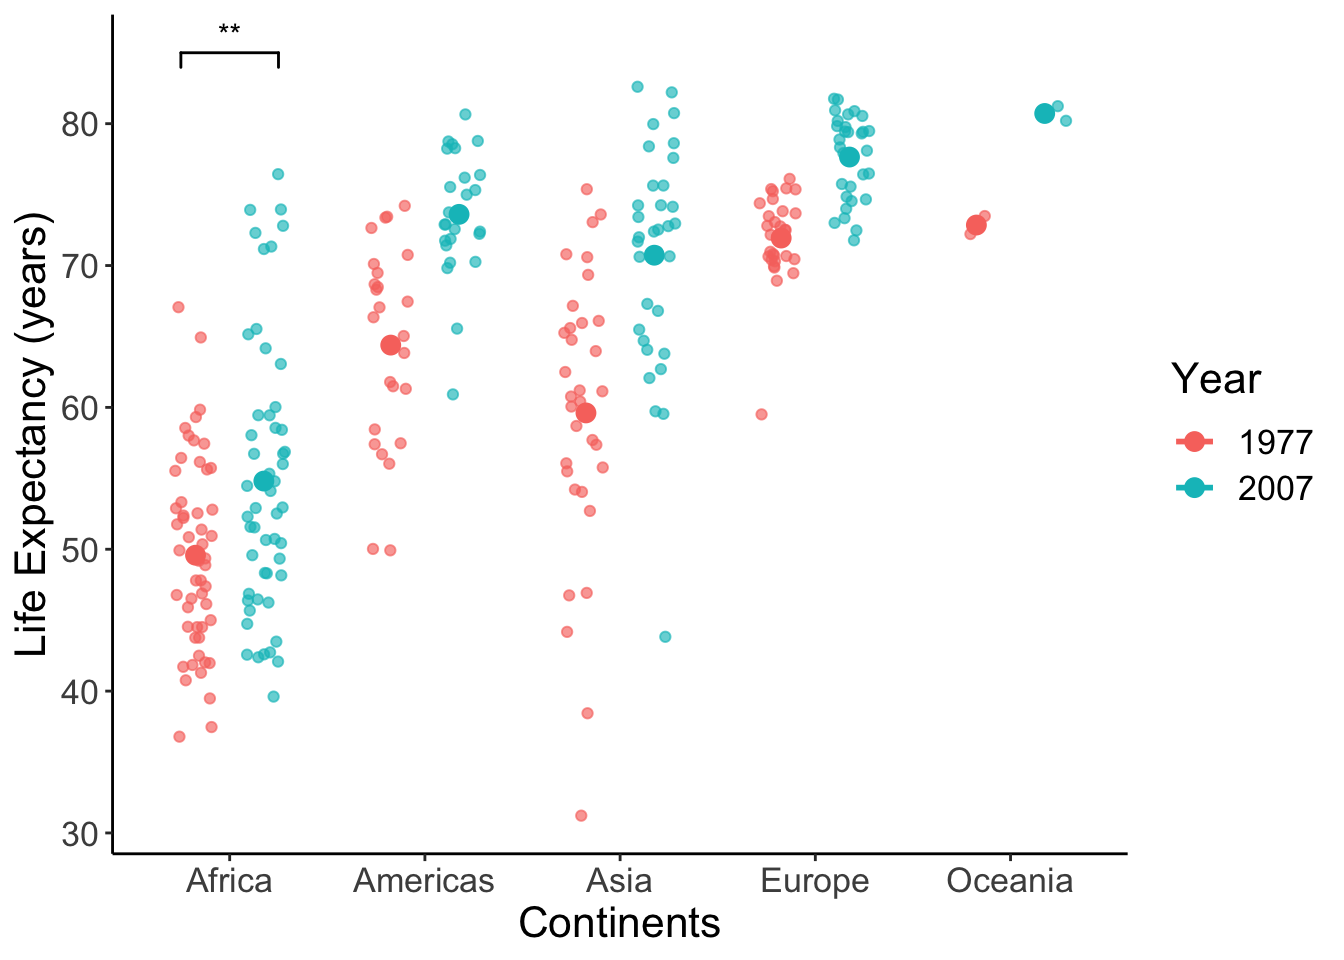 **
Life Expectancy (years)
80
70
60
50
40
30
Africa
Americas
Asia
Europe
Oceania
Continents
Year
1977
2007